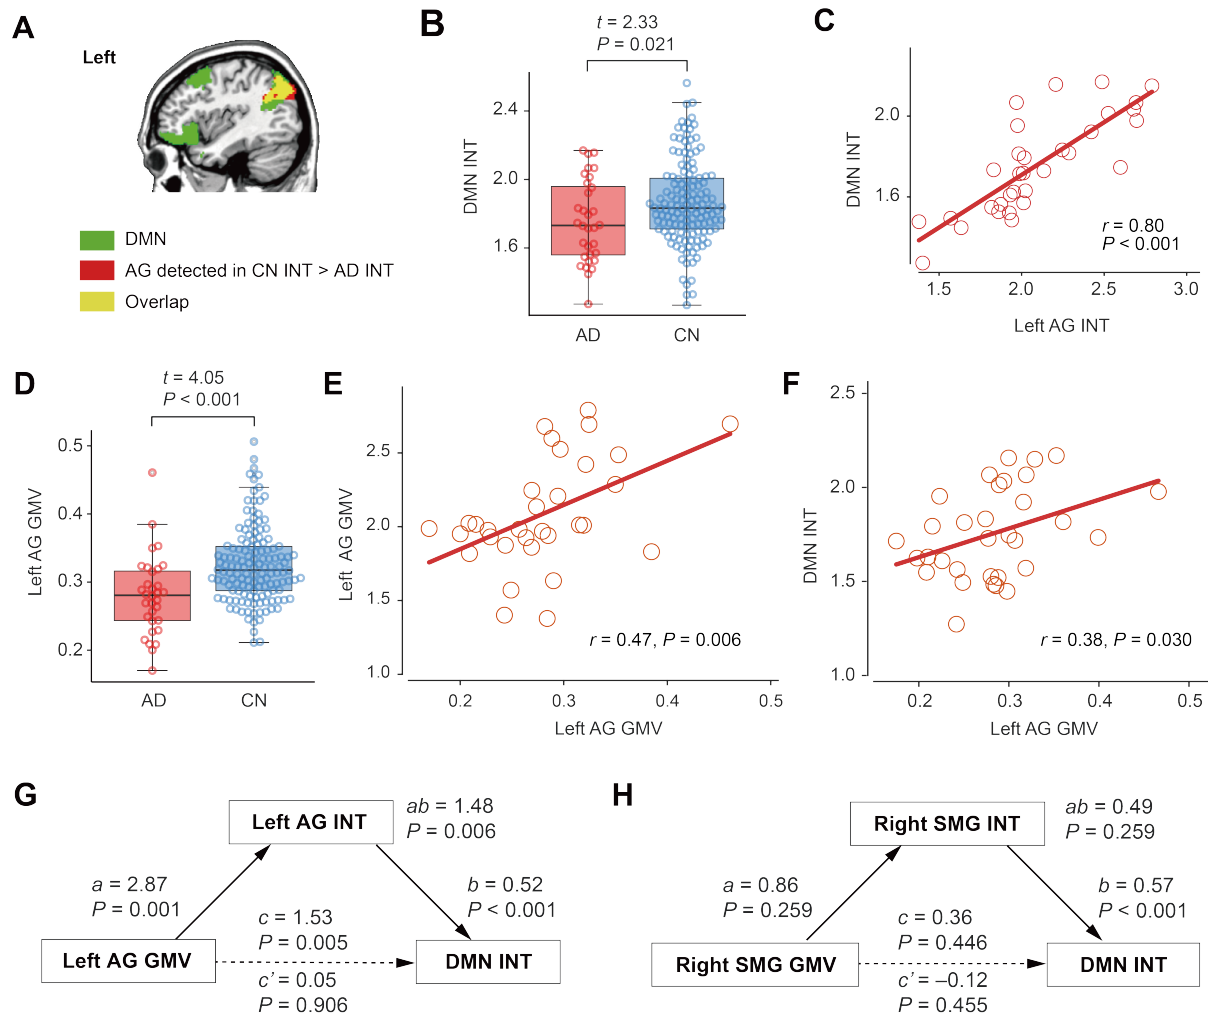 A
Left
DMN
AG detected in CN INT > AD INT
Overlap
B
t = 2.33
P = 0.021
DMN INT
2.4
2.0
1.6
AD
CN
C
DMN INT
2.0
1.6
r = 0.80
P < 0.001
1.5
2.0
2.5
3.0
Left AG INT
D
t = 4.05
P < 0.001
Left AG GMV
0.5
0.4
0.3
0.2
AD
CN
E
Left AG GMV
2.5
2.0
1.5
1.0
r = 0.47, P = 0.006
0.2
0.3
0.4
0.5
Left AG GMV
F
DMN INT
2.5
2.0
1.5
1.0
r = 0.38, P = 0.030
0.2
0.3
0.4
0.5
Left AG GMV
G
Left AG INT
ab = 1.48
P = 0.006
a = 2.87
P = 0.001
b = 0.52
P < 0.001
c = 1.53
P = 0.005
Left AG GMV
DMN INT
c’ = 0.05
P = 0.906
H
Right SMG INT
ab = 0.49
P = 0.259
a = 0.86
P = 0.259
b = 0.57
P < 0.001
c = 0.36
P = 0.446
Right SMG GMV
DMN INT
c’ = –0.12
P = 0.455